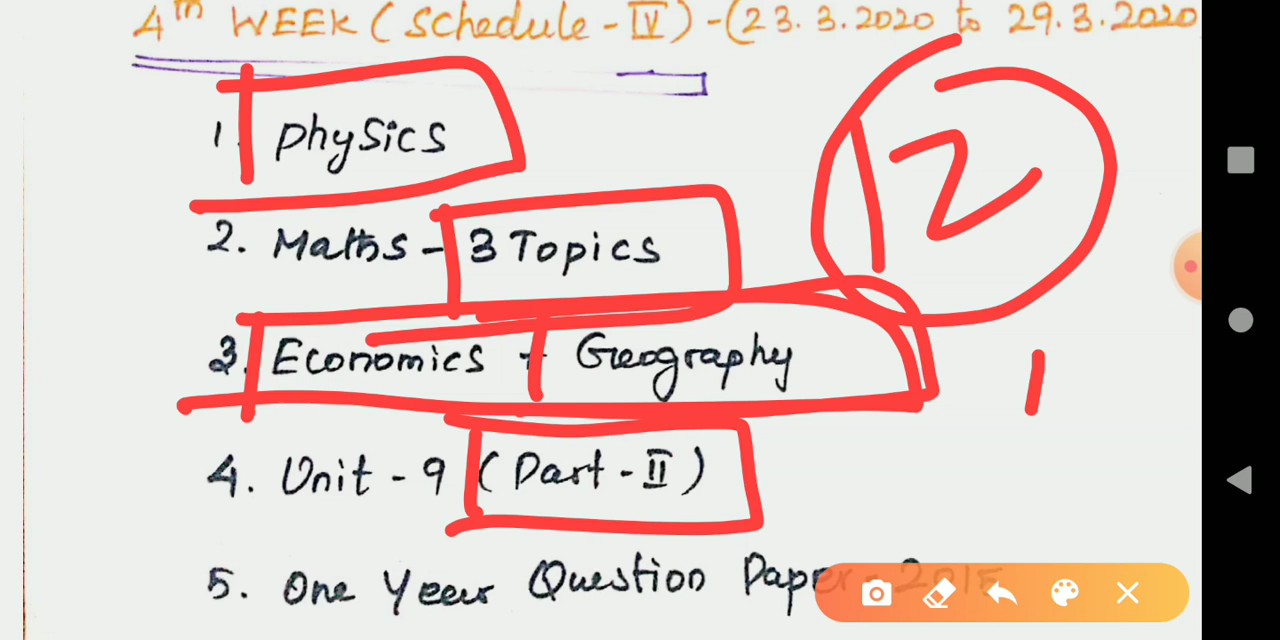 4th WEEK (Schedule - IV) - (23.3.2020 to 29.3.2020
1. Physics
12
2. Maths - 3 Topics
3. Economics + Geography
1
4. Unit - 9 (Part - II)
5. One Year Question Paper - 2015